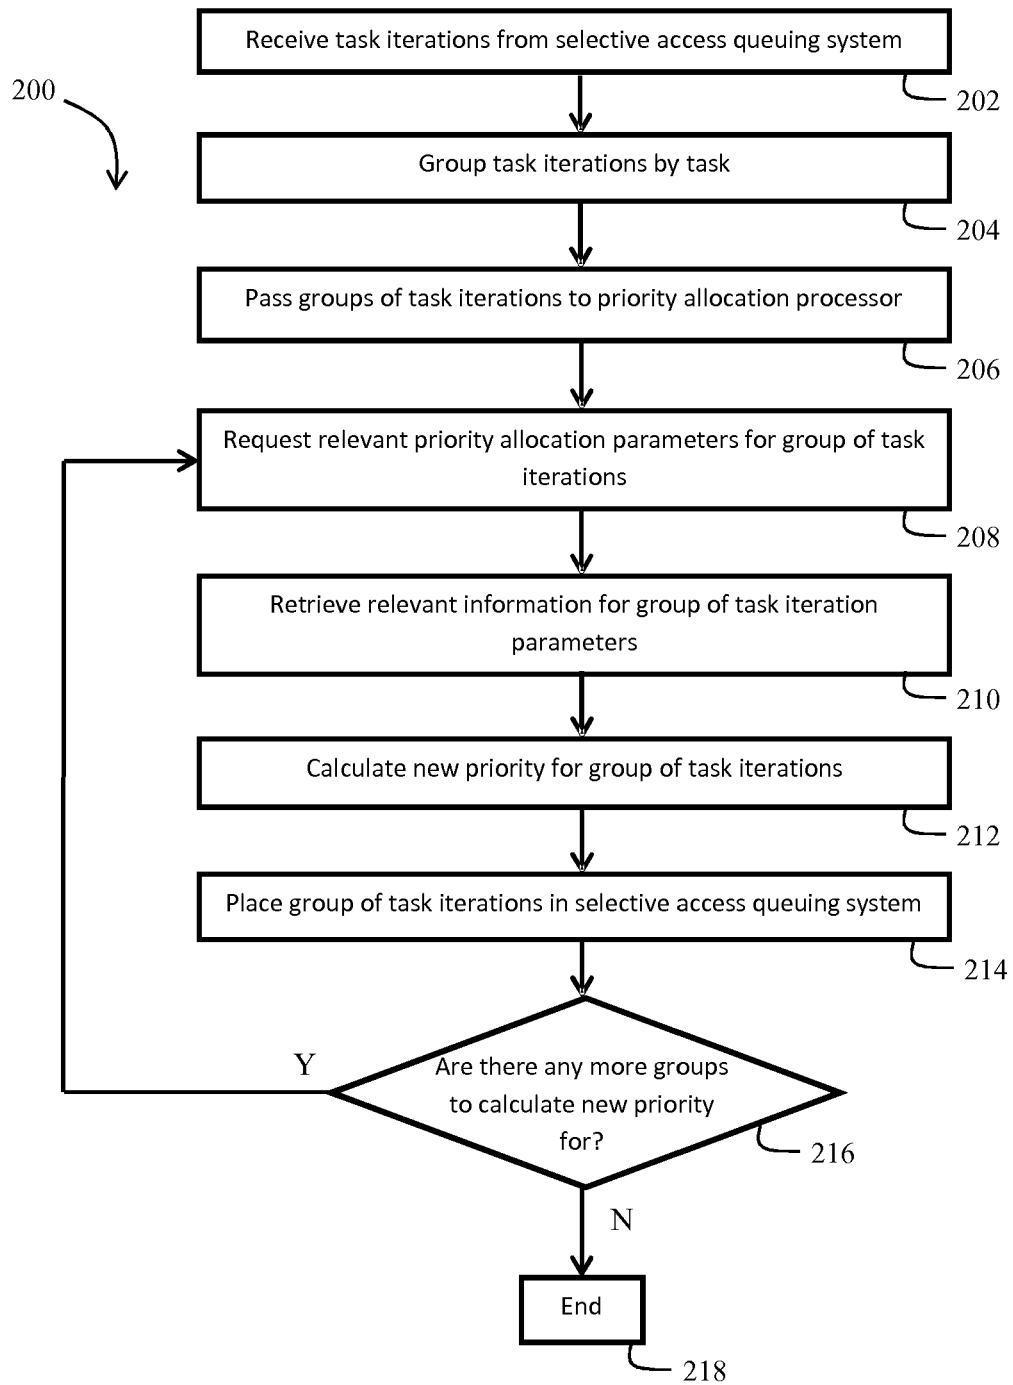 Receive task iterations from selective access queuing system
200
202
Group task iterations by task
204
Pass groups of task iterations to priority allocation processor
206
Request relevant priority allocation parameters for group of task
iterations
208
Retrieve relevant information for group of task iteration
parameters
210
Calculate new priority for group of task iterations
212
Place group of task iterations in selective access queuing system
214
Y
Are there any more groups
to calculate new priority
for?
216
N
End
218